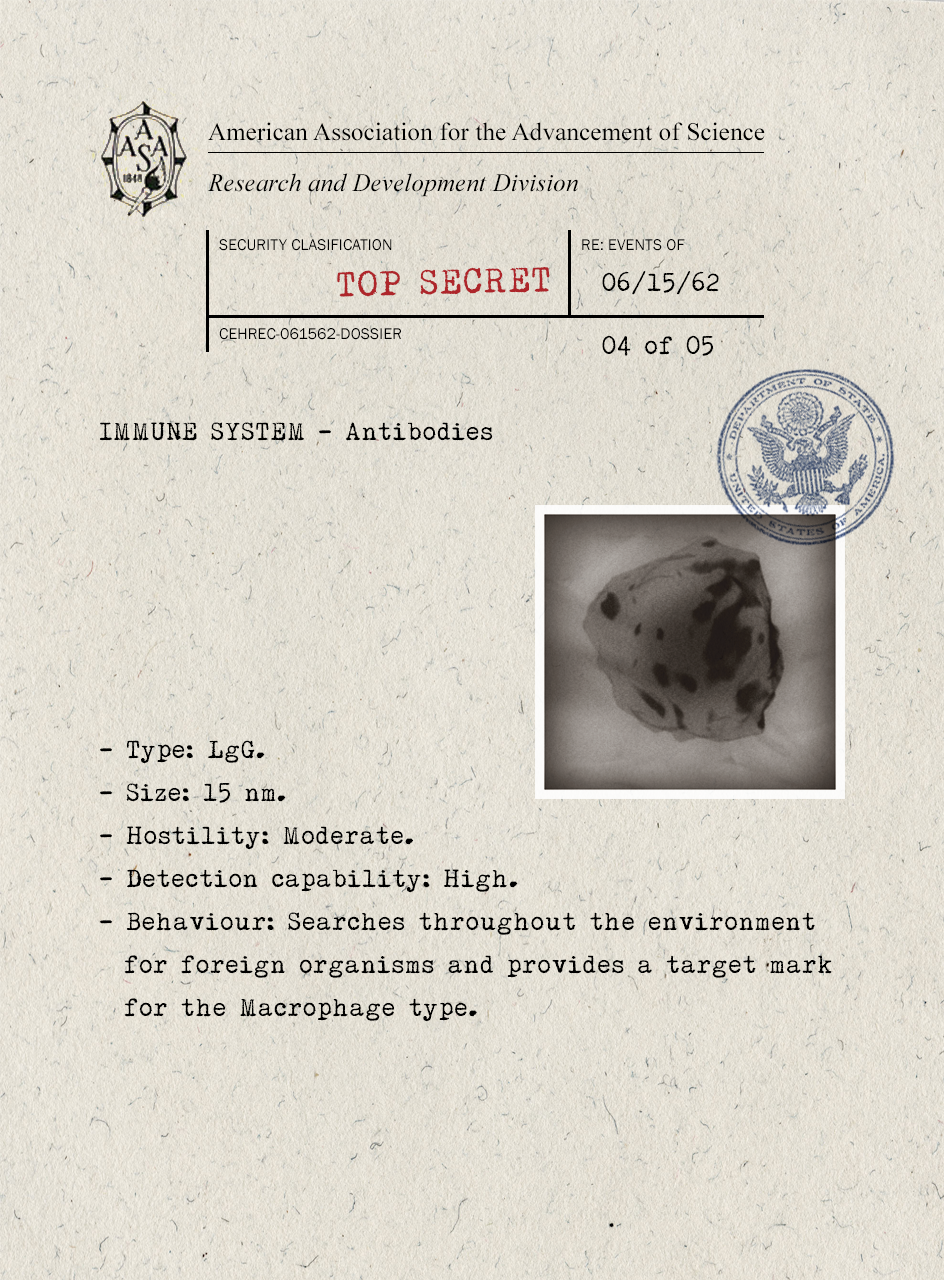 AAAS
1848
American Association for the Advancement of Science
Research and Development Division
SECURITY CLASIFICATION
TOP SECRET
RE: EVENTS OF
06/15/62
CEHREC-061562-DOSSIER
04 of 05
DEPARTMENT OF STATE
UNITED STATES OF AMERICA.
IMMUNE SYSTEM - Antibodies
- Type: LgG.
- Size: 15 nm.
- Hostility: Moderate.
- Detection capability: High.
- Behaviour: Searches throughout the environment
for foreign organisms and provides a target mark
for the Macrophage type.